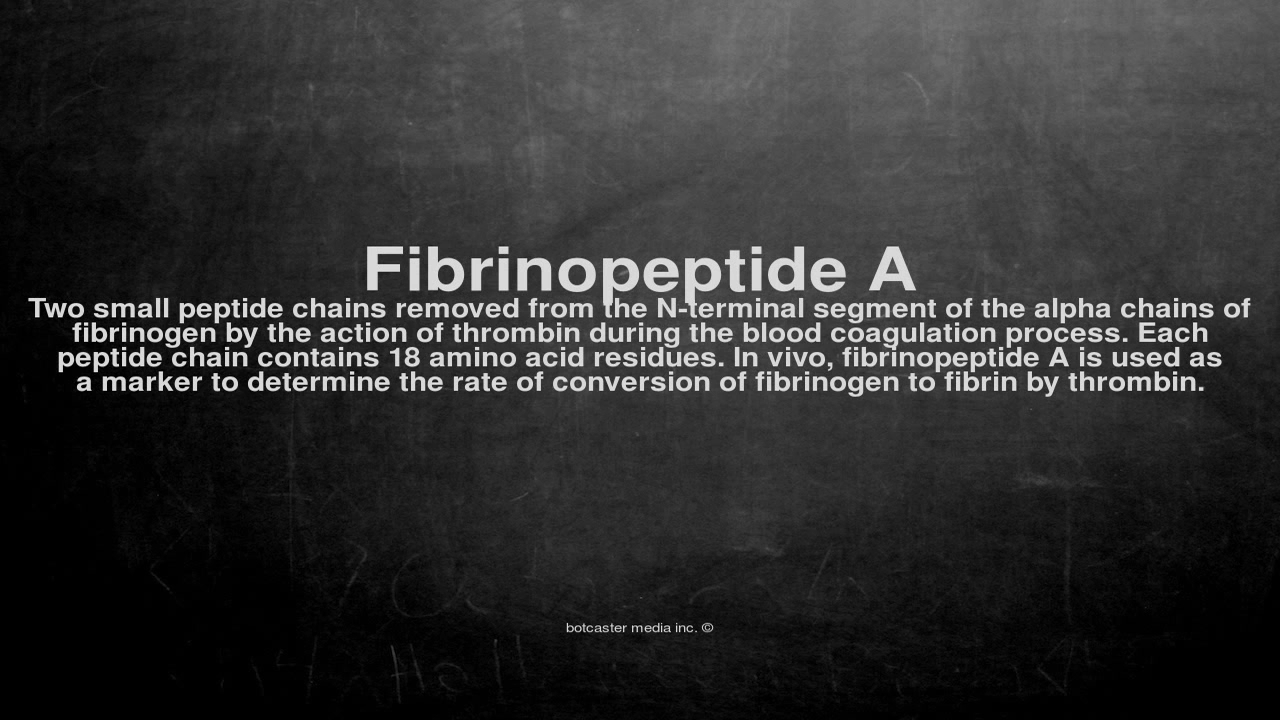 Fibrinopeptide A
Two small peptide chains removed from the N-terminal segment of the alpha chains of
fibrinogen by the action of thrombin during the blood coagulation process. Each
peptide chain contains 18 amino acid residues. In vivo, fibrinopeptide A is used as
a marker to determine the rate of conversion of fibrinogen to fibrin by thrombin.
botcaster media inc. ©